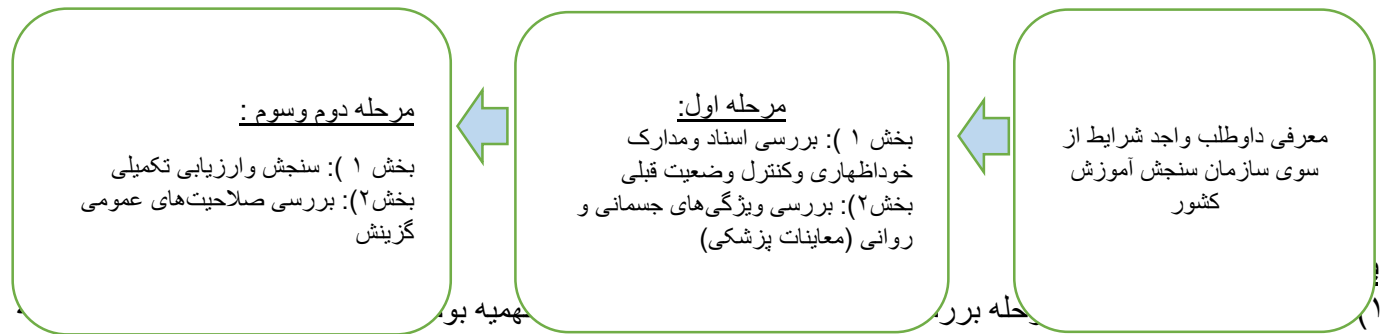 معرفی داوطلب واجد شرایط از
سوی سازمان سنجش آموزش
کشور
مرحله اول:
بخش ۱ ): بررسی اسناد ومدارک
خوداظهاری وکنترل وضعیت قبلی
بخش۲): بررسی ویژگی‌های جسمانی و
روانی (معاینات پزشکی)
مرحله دوم وسوم :
بخش ۱ ): سنجش وارزیابی تکمیلی
بخش۲): بررسی صلاحیت‌های عمومی
گزینش
۱)